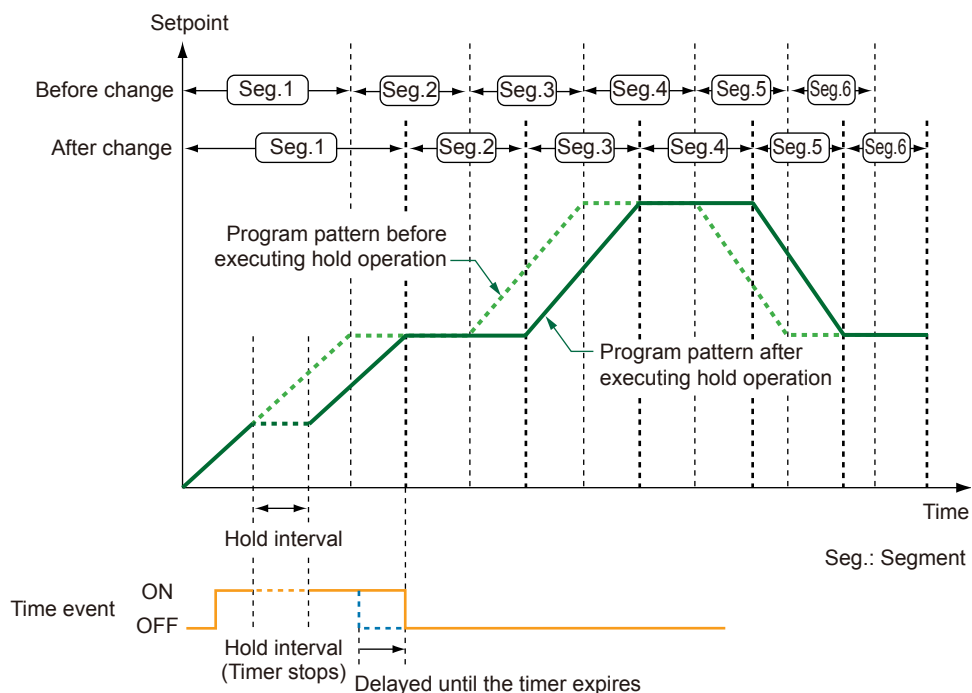 Setpoint
Before change
Seg.1
Seg.2
Seg.3
Seg.4
Seg.5
Seg.6
After change
Seg.1
Seg.2
Seg.3
Seg.4
Seg.5
Seg.6
Program pattern before
executing hold operation
Program pattern after
executing hold operation
Time
Hold interval
Seg.: Segment
Time event
ON
OFF
Hold interval
(Timer stops)
Delayed until the timer expires